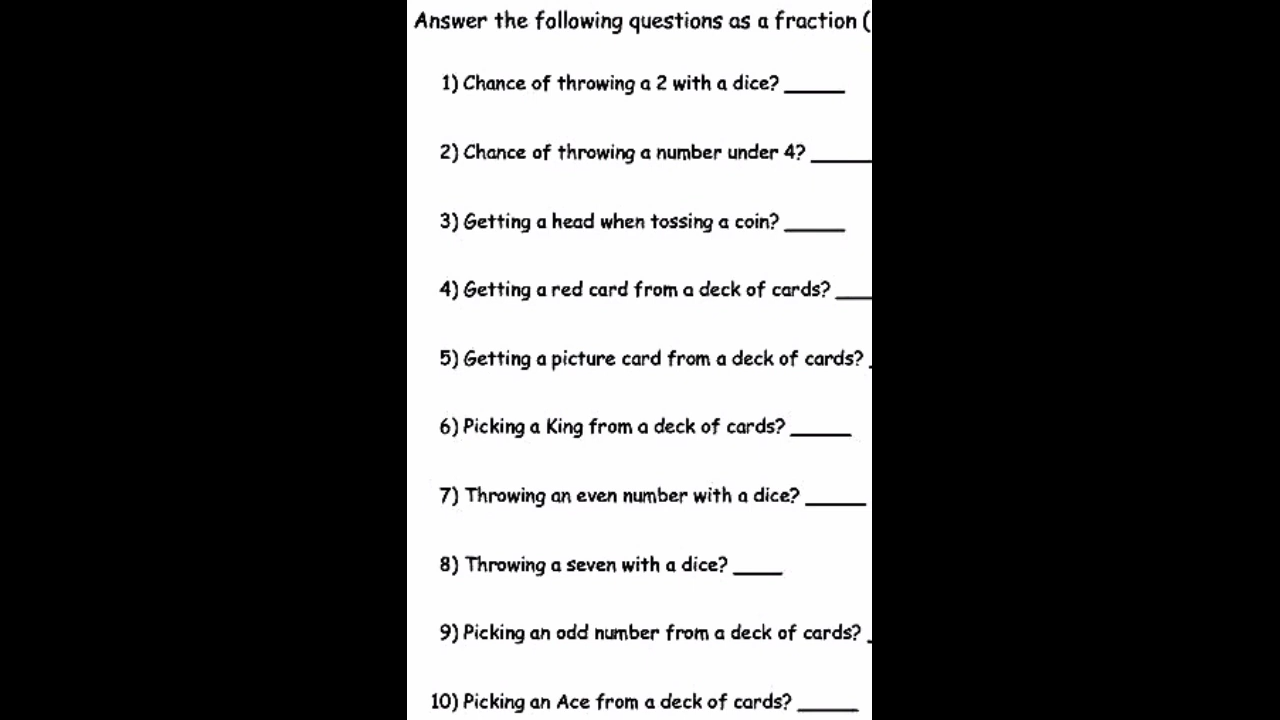 Answer the following questions as a fraction (
1) Chance of throwing a 2 with a dice? ______
2) Chance of throwing a number under 4? ______
3) Getting a head when tossing a coin? ______
4) Getting a red card from a deck of cards? ____
5) Getting a picture card from a deck of cards? _
6) Picking a King from a deck of cards? ______
7) Throwing an even number with a dice? ______
8) Throwing a seven with a dice? _____
9) Picking an odd number from a deck of cards? _
10) Picking an Ace from a deck of cards? ______